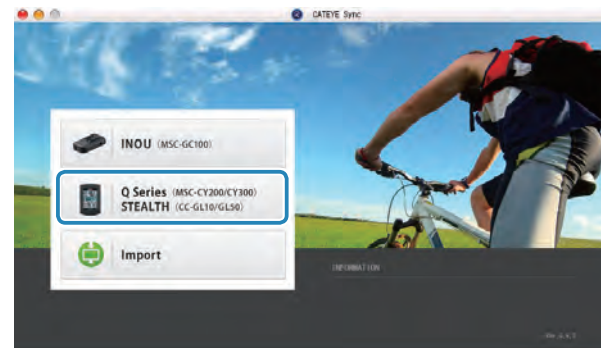 CATEYE Sync
INOU (MSC-GC100)
Q Series (MSC-CY200/CY300)
STEALTH (CC-GL10/GL50)
Import
INFORMATION